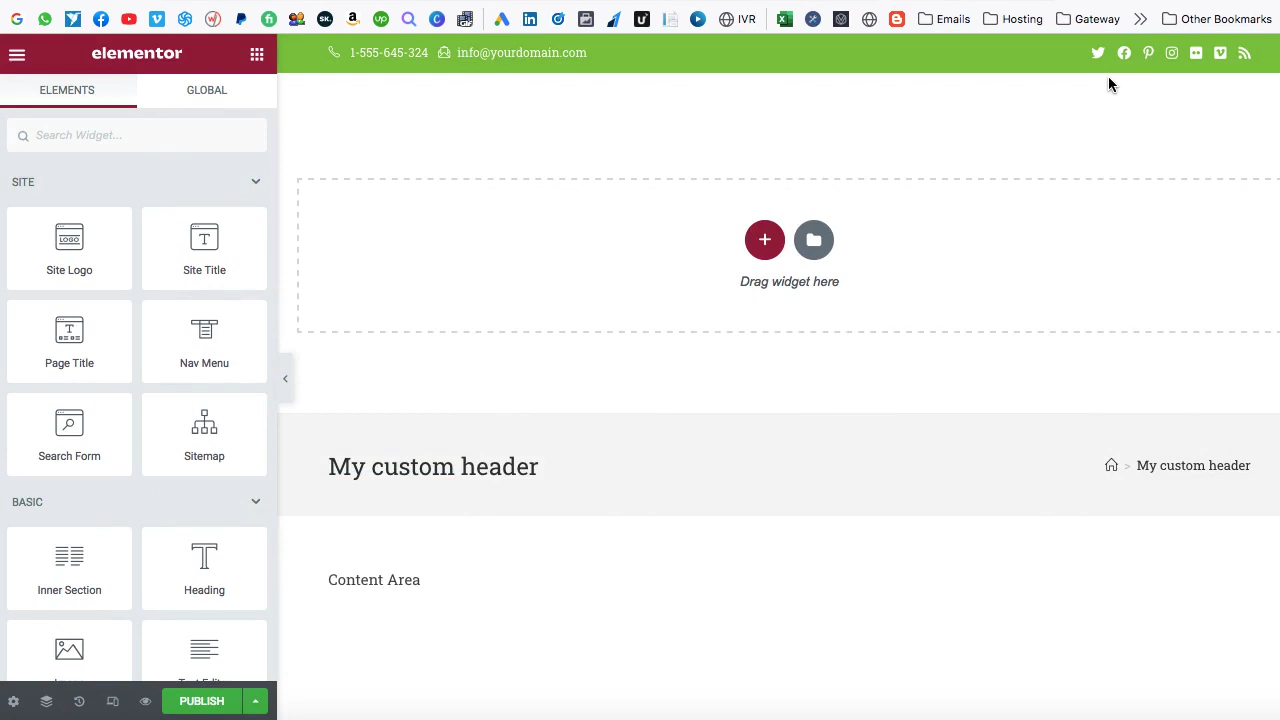 IVR
Emails
Hosting
Gateway
Other Bookmarks
elementor
1-555-645-324
info@yourdomain.com
ELEMENTS
GLOBAL
Search Widget...
SITE
LOGO
Site Logo
T
Site Title
T
Page Title
Nav Menu
Search Form
Sitemap
BASIC
Inner Section
Heading
Drag widget here
My custom header
> My custom header
Content Area
PUBLISH